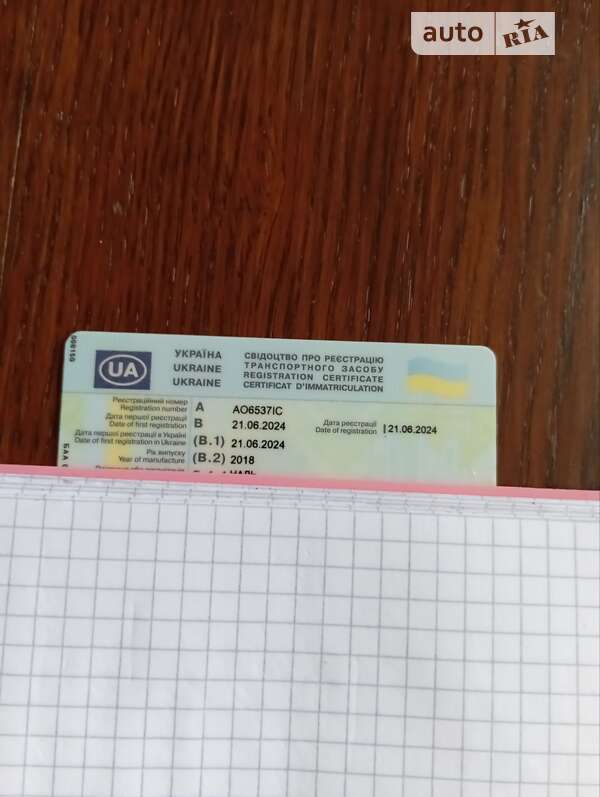 auto RIA
УКРАЇНА
UKRAINE
UKRAINE
СВІДОЦТВО ПРО РЕЄСТРАЦІЮ
ТРАНСПОРТНОГО ЗАСОБУ
REGISTRATION CERTIFICATE
CERTIFICAT D'IMMATRICULATION
UA
Реєстраційний номер
Registration number A AO6537IC
Дата першої реєстрації
Date of first registration B 21.06.2024
Дата реєстрації
Date of registration I 21.06.2024
Дата першої реєстрації в Україні
Date of first registration in Ukraine (B.1) 21.06.2024
Рік випуску
Year of manufacture (B.2) 2018